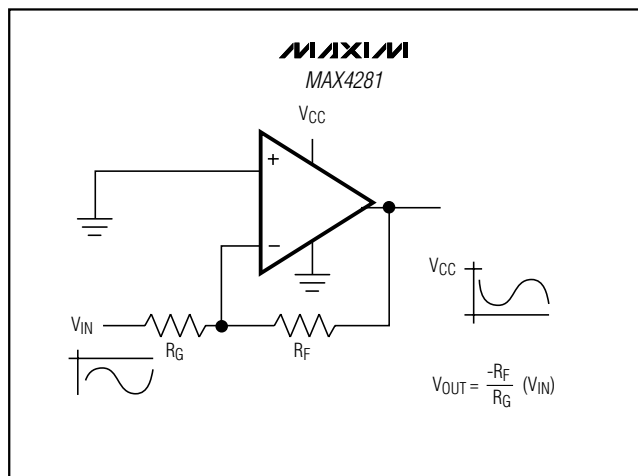 MAXIM
MAX4281
VCC
+
−
VIN
RG
RF
VCC
VOUT = -RF/RG (VIN)